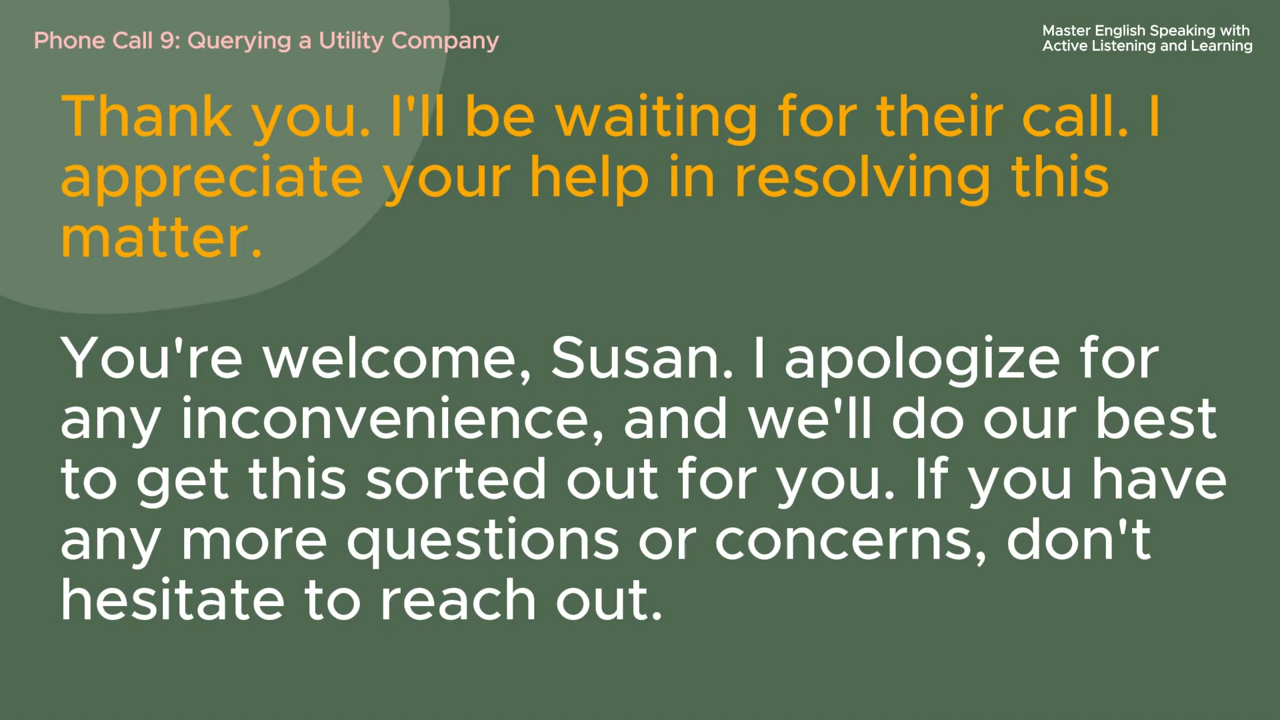 Phone Call 9: Querying a Utility Company
Master English Speaking with
Active Listening and Learning
Thank you. I'll be waiting for their call. I
appreciate your help in resolving this
matter.
You're welcome, Susan. I apologize for
any inconvenience, and we'll do our best
to get this sorted out for you. If you have
any more questions or concerns, don't
hesitate to reach out.